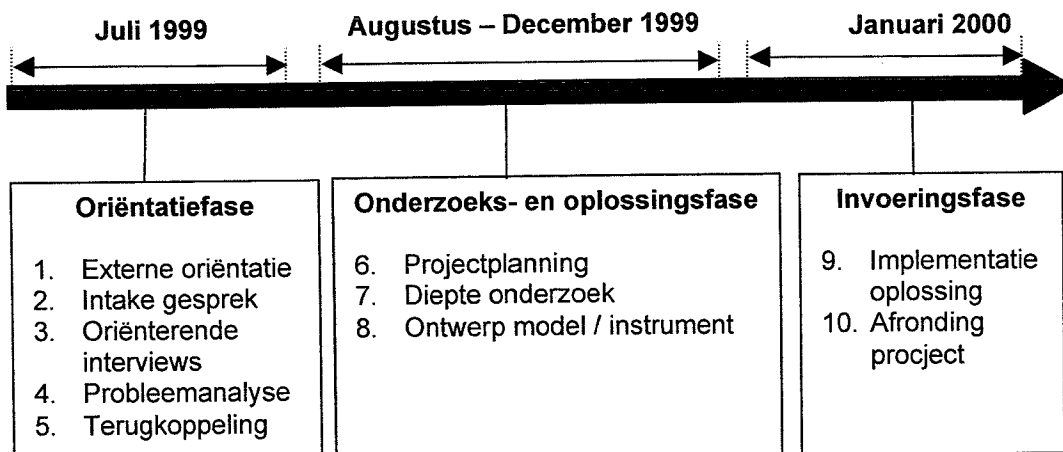 Juli 1999
Augustus – December 1999
Januari 2000
Oriëntatiefase
1. Externe oriëntatie
2. Intake gesprek
3. Oriënterende
interviews
4. Probleemanalyse
5. Terugkoppeling
Onderzoeks- en oplossingsfase
6. Projectplanning
7. Diepte onderzoek
8. Ontwerp model / instrument
Invoeringsfase
9. Implementatie
oplossing
10. Afronding
procject